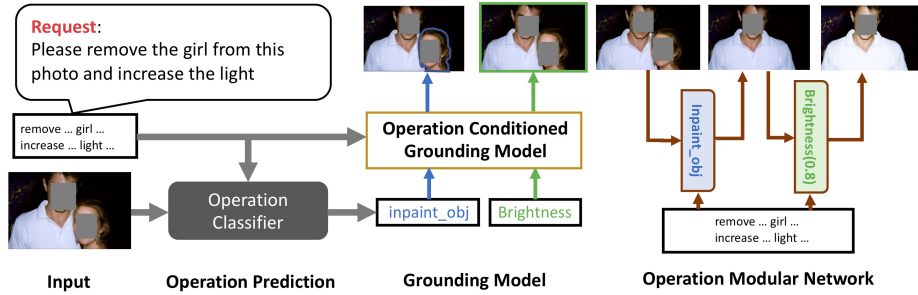 Request:
Please remove the girl from this
photo and increase the light
remove ... girl ...
increase ... light ...
Operation
Classifier
Operation Conditioned
Grounding Model
inpaint_obj
Brightness
Inpaint_obj
Brightness(0.8)
remove ... girl ...
increase ... light ...
Input
Operation Prediction
Grounding Model
Operation Modular Network